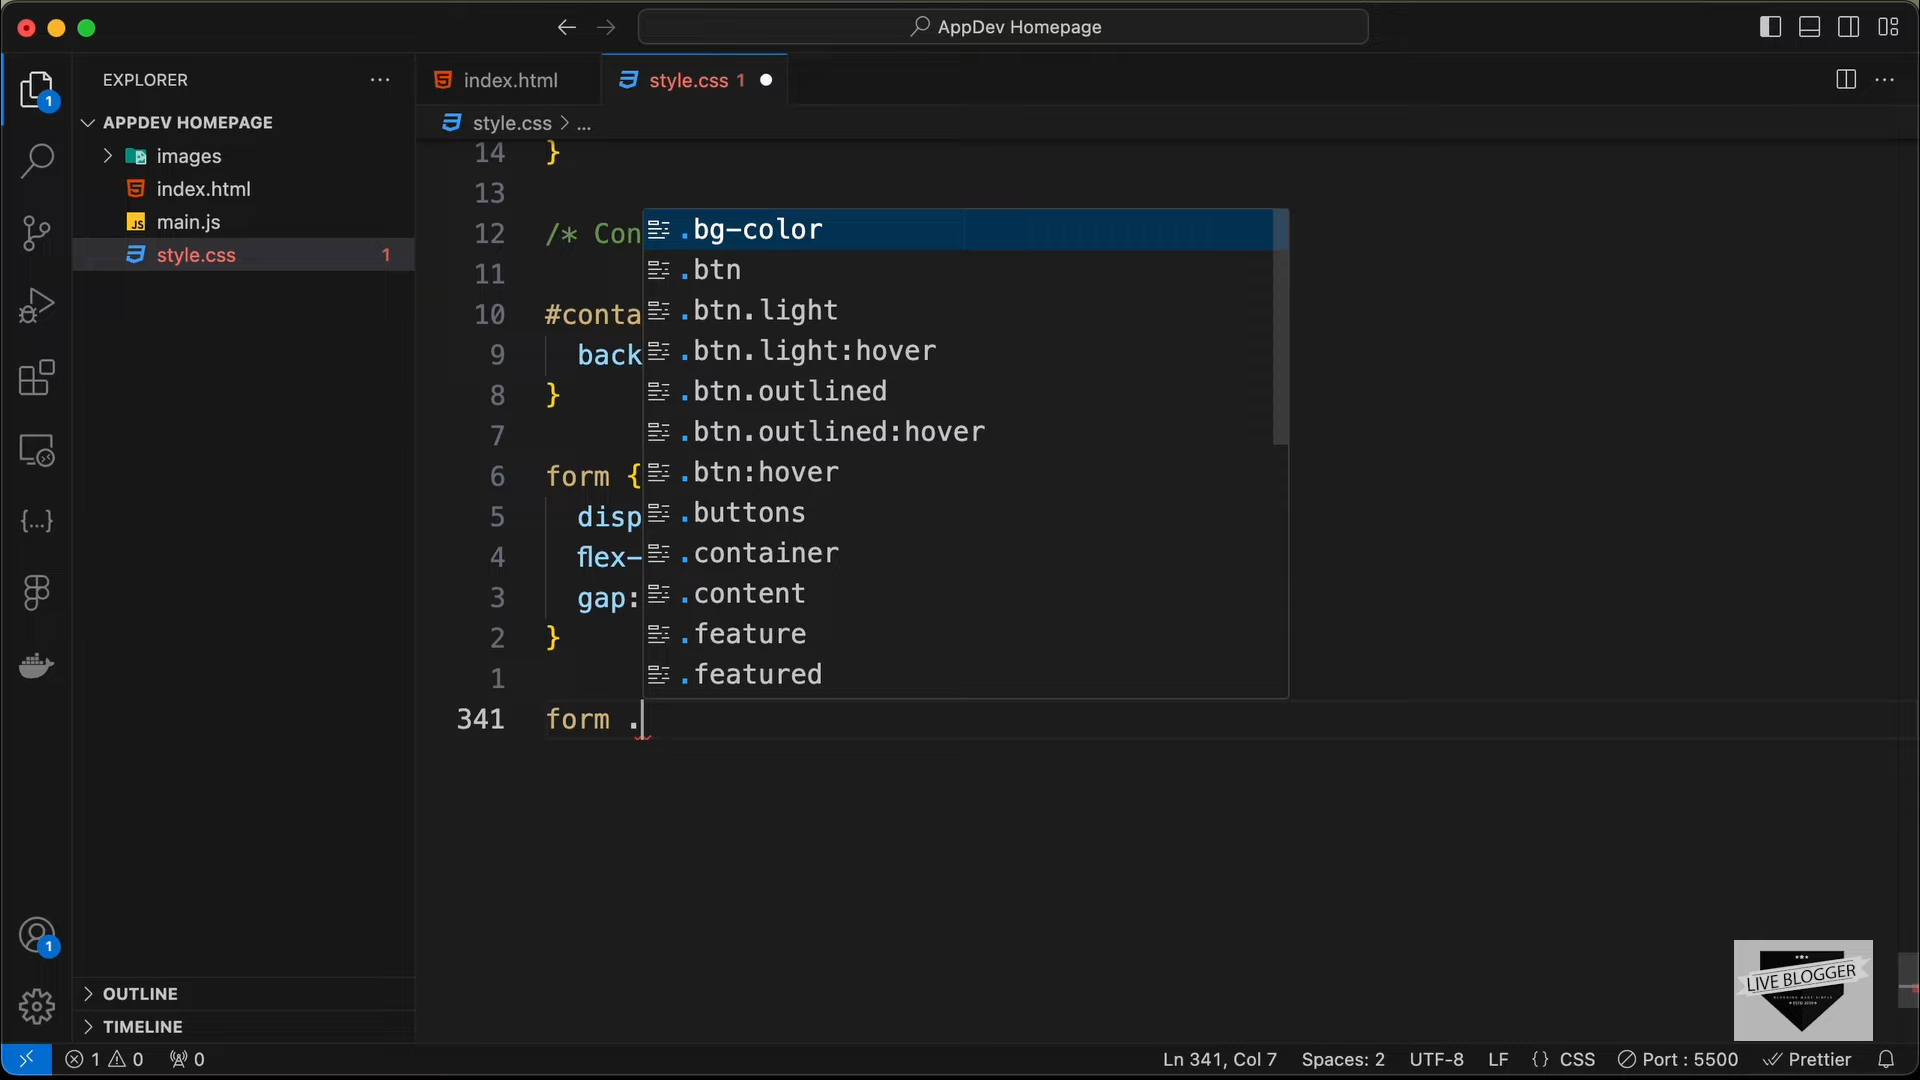 AppDev Homepage
EXPLORER
index.html
style.css 1
APPDEV HOMEPAGE
style.css > ...
images
index.html
main.js
style.css 1
14 }
13
12 /* Con
11
10 #conta
9 back
8 }
7
6 form {
5 disp
4 flex-
3 gap:
2 }
1
341 form .
.bg-color
.btn
.btn.light
.btn.light:hover
.btn.outlined
.btn.outlined:hover
.btn:hover
.buttons
.container
.content
.feature
.featured
1
1
OUTLINE
TIMELINE
LIVE BLOGGER
1 0 0
Ln 341, Col 7 Spaces: 2 UTF-8 LF {} CSS Port : 5500 Prettier